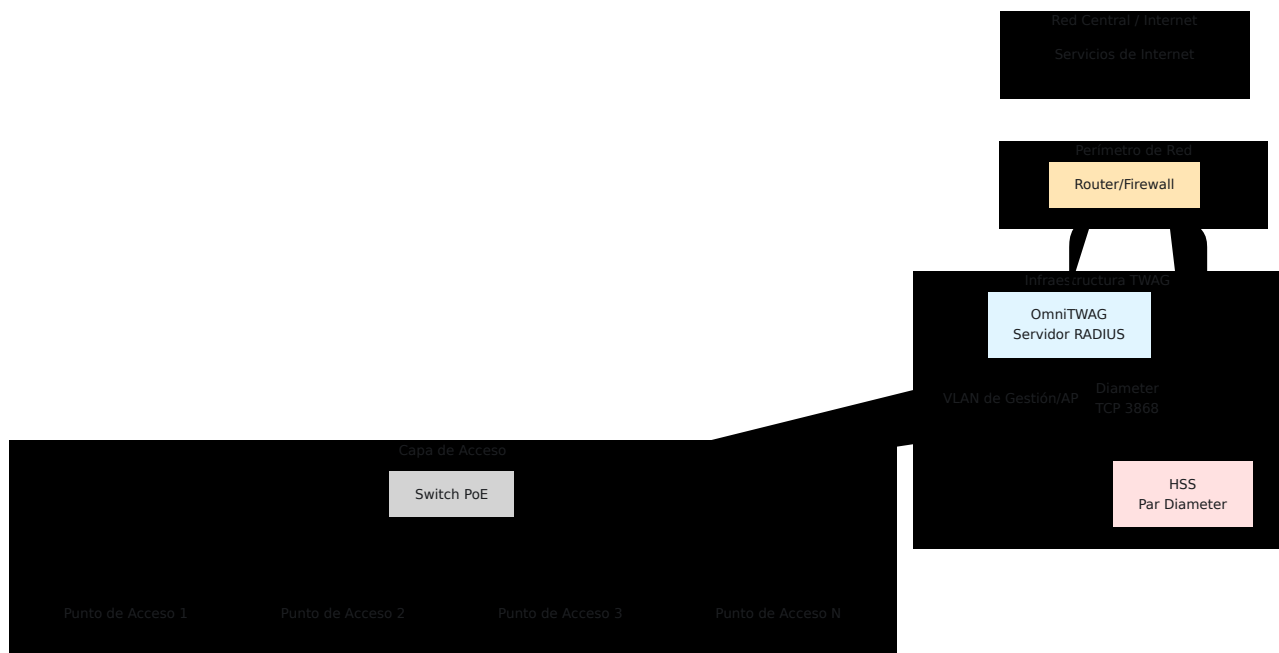 Red Central / Internet
Servicios de Internet
Perímetro de Red
Router/Firewall
Infraestructura TWAG
OmniTWAG
Servidor RADIUS
VLAN de Gestión/AP
Diameter
TCP 3868
Capa de Acceso
Switch PoE
HSS
Par Diameter
Punto de Acceso 1
Punto de Acceso 2
Punto de Acceso 3
Punto de Acceso N